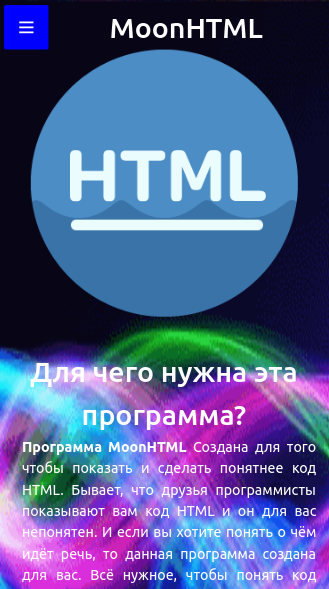 MoonHTML
HTML
Для чего нужна эта
программа?
Программа MoonHTML Создана для того
чтобы показать и сделать понятнее код
HTML. Бывает, что друзья программисты
показывают вам код HTML и он для вас
непонятен. И если вы хотите понять о чём
идёт речь, то данная программа создана
для вас. Всё нужное, чтобы понять код